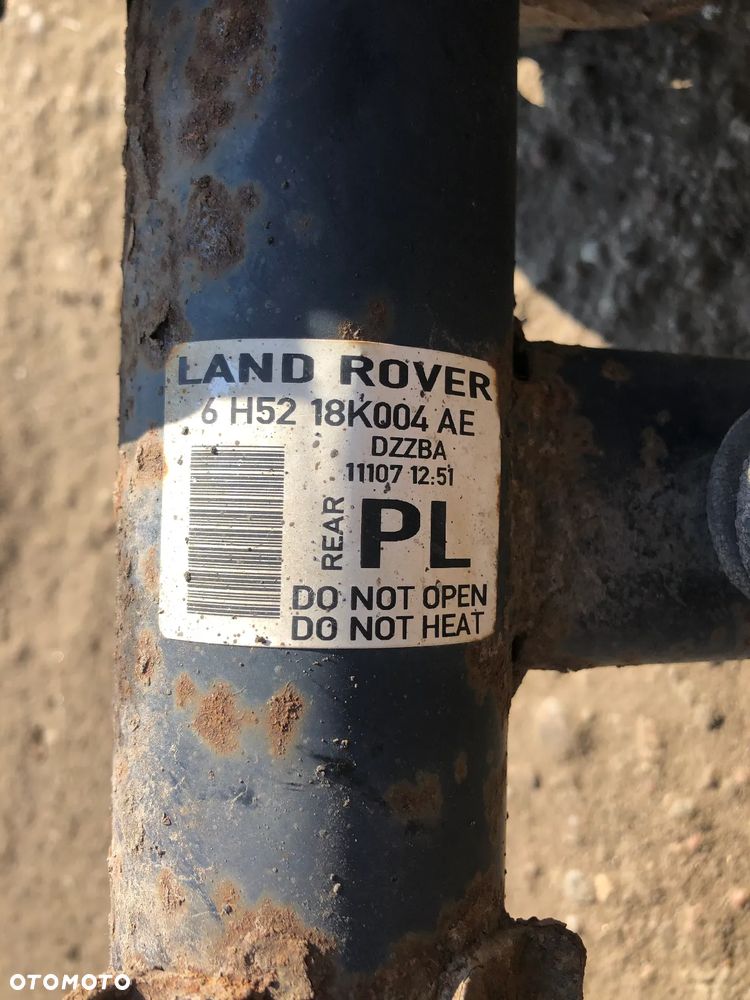 LAND ROVER
6 H52 18K004 AE
DZZBA
11107 12:51
REAR
PL
DO NOT OPEN
DO NOT HEAT
OTOMOTO